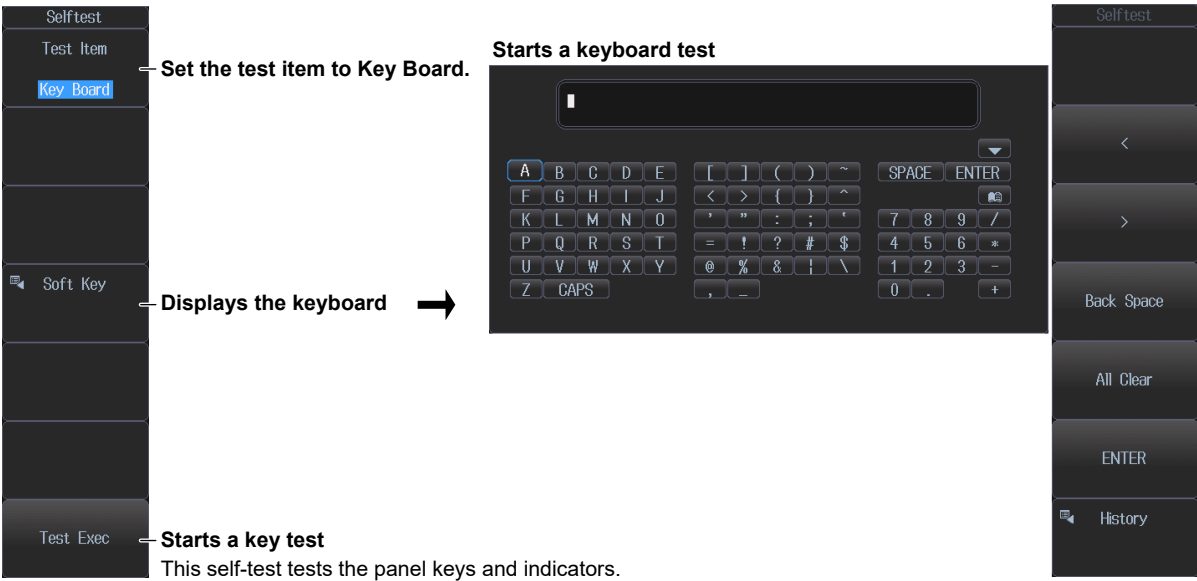 Selftest
Test Item
Key Board
Set the test item to Key Board.
Soft Key
Displays the keyboard
Test Exec
Starts a key test
This self-test tests the panel keys and indicators.
Starts a keyboard test
A B C D E [ ] ( ) ~ SPACE ENTER
F G H I J < > { } ^
K L M N O ' " : ; ' 7 8 9 /
P Q R S T = ! ? # $ 4 5 6 *
U V W X Y @ % & ¦ \ 1 2 3 -
Z CAPS , _ 0 . +
Selftest
<
>
Back Space
All Clear
ENTER
History